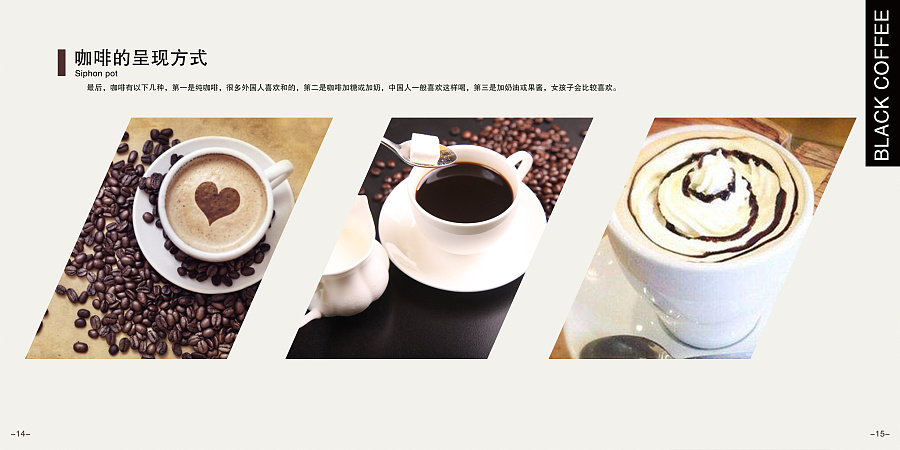 咖啡的呈现方式
Siphon pot
最后，咖啡有以下几种，第一是纯咖啡，很多外国人喜欢和的，第二是咖啡加糖或加奶，中国人一般喜欢这样喝，第三是加奶油或果酱，女孩子会比较喜欢。
BLACK COFFEE
-14-
-15-